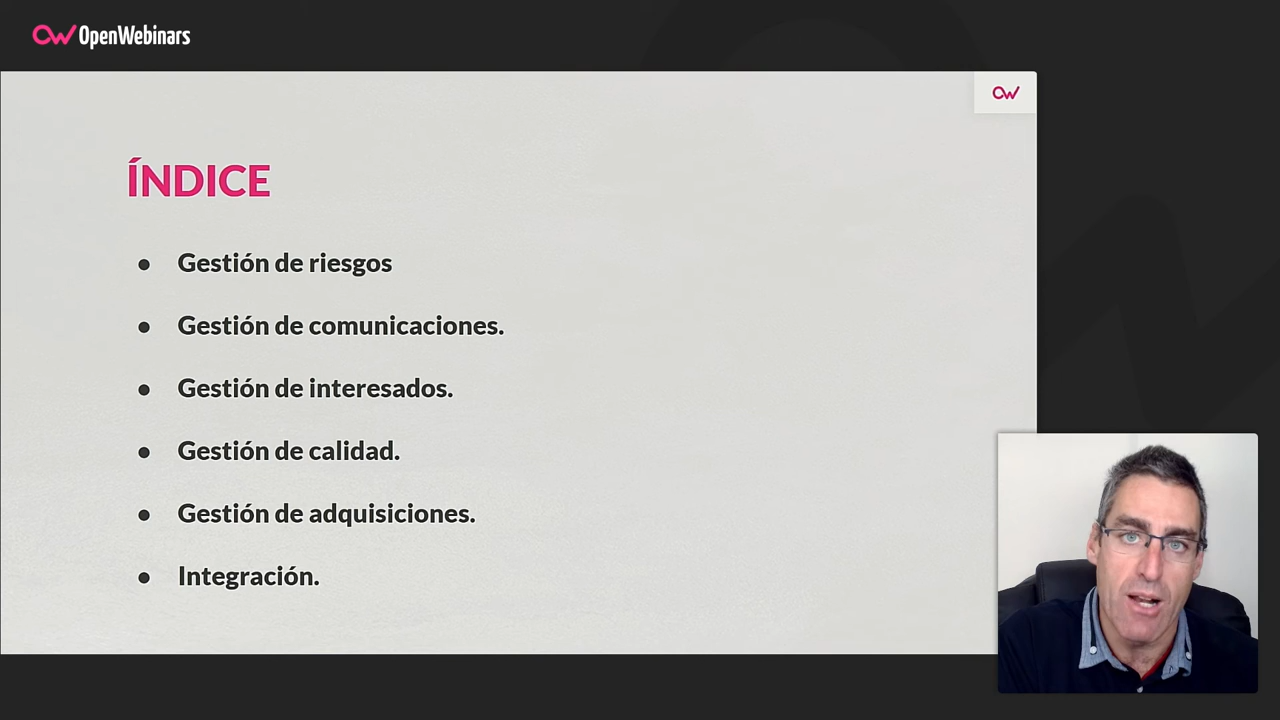 OpenWebinars
ÍNDICE
● Gestión de riesgos
● Gestión de comunicaciones.
● Gestión de interesados.
● Gestión de calidad.
● Gestión de adquisiciones.
● Integración.